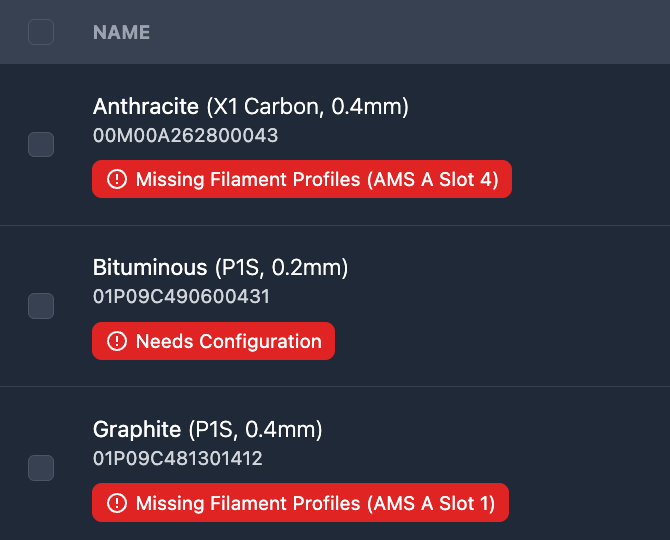 NAME
Anthracite (X1 Carbon, 0.4mm)
00M00A262800043
Missing Filament Profiles (AMS A Slot 4)
Bituminous (P1S, 0.2mm)
01P09C490600431
Needs Configuration
Graphite (P1S, 0.4mm)
01P09C481301412
Missing Filament Profiles (AMS A Slot 1)